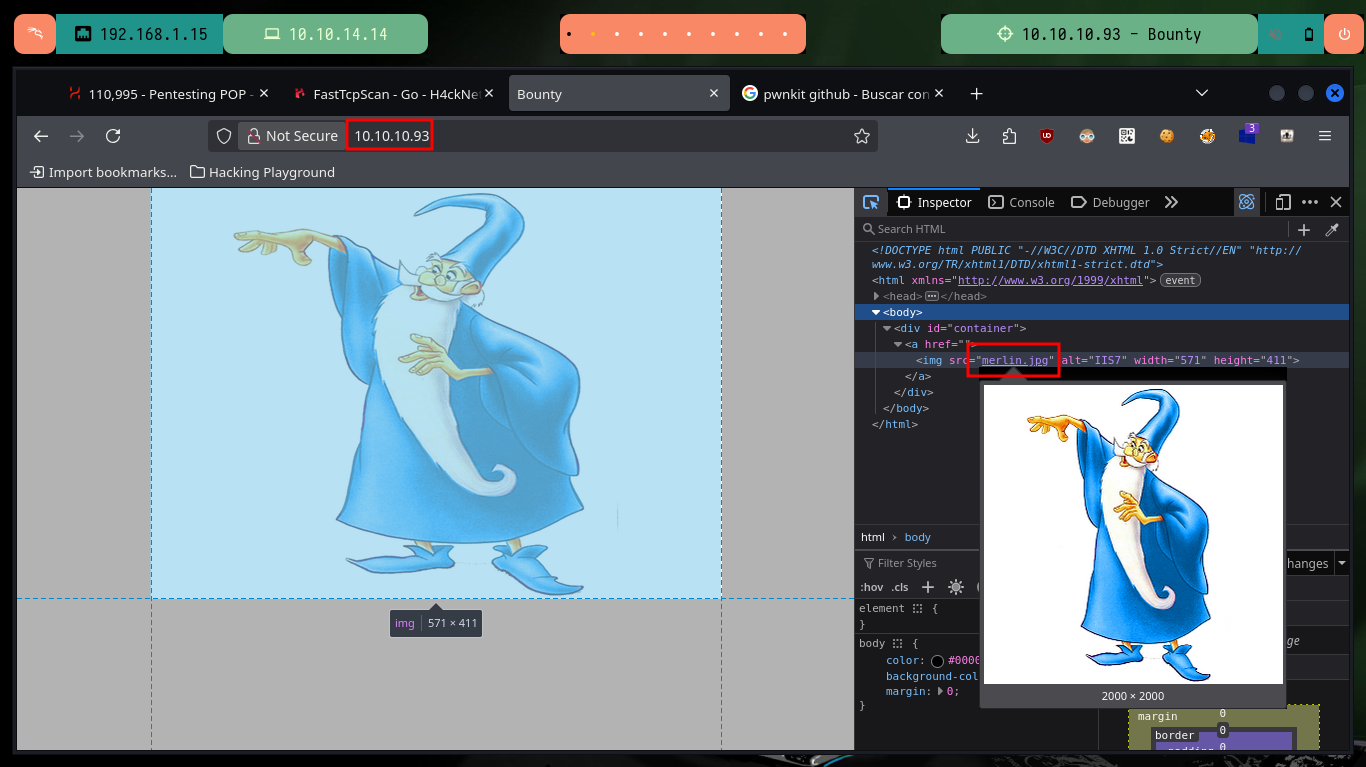 192.168.1.15
10.10.14.14
10.10.10.93 - Bounty
110,995 - Pentesting POP -
FastTcpScan - Go - H4ckNet
Bounty
pwnkit github - Buscar con
Not Secure
10.10.10.93
3
Import bookmarks...
Hacking Playground
Inspector
Console
Debugger
Search HTML
<!DOCTYPE html PUBLIC "-//W3C//DTD XHTML 1.0 Strict//EN" "http://
www.w3.org/TR/xhtml1/DTD/xhtml1-strict.dtd">
<html xmlns="http://www.w3.org/1999/xhtml"> event
<head> </head>
<body>
<div id="container">
<a href="">
<img src="merlin.jpg" alt="IIS7" width="571" height="411">
</a>
</div>
</body>
</html>
img 571 × 411
2000 × 2000
html › body
Filter Styles
hanges
:hov .cls
element {
}
body {
color: #0000
background-col
margin: 0;
}
ge
margin 0
border 0
0